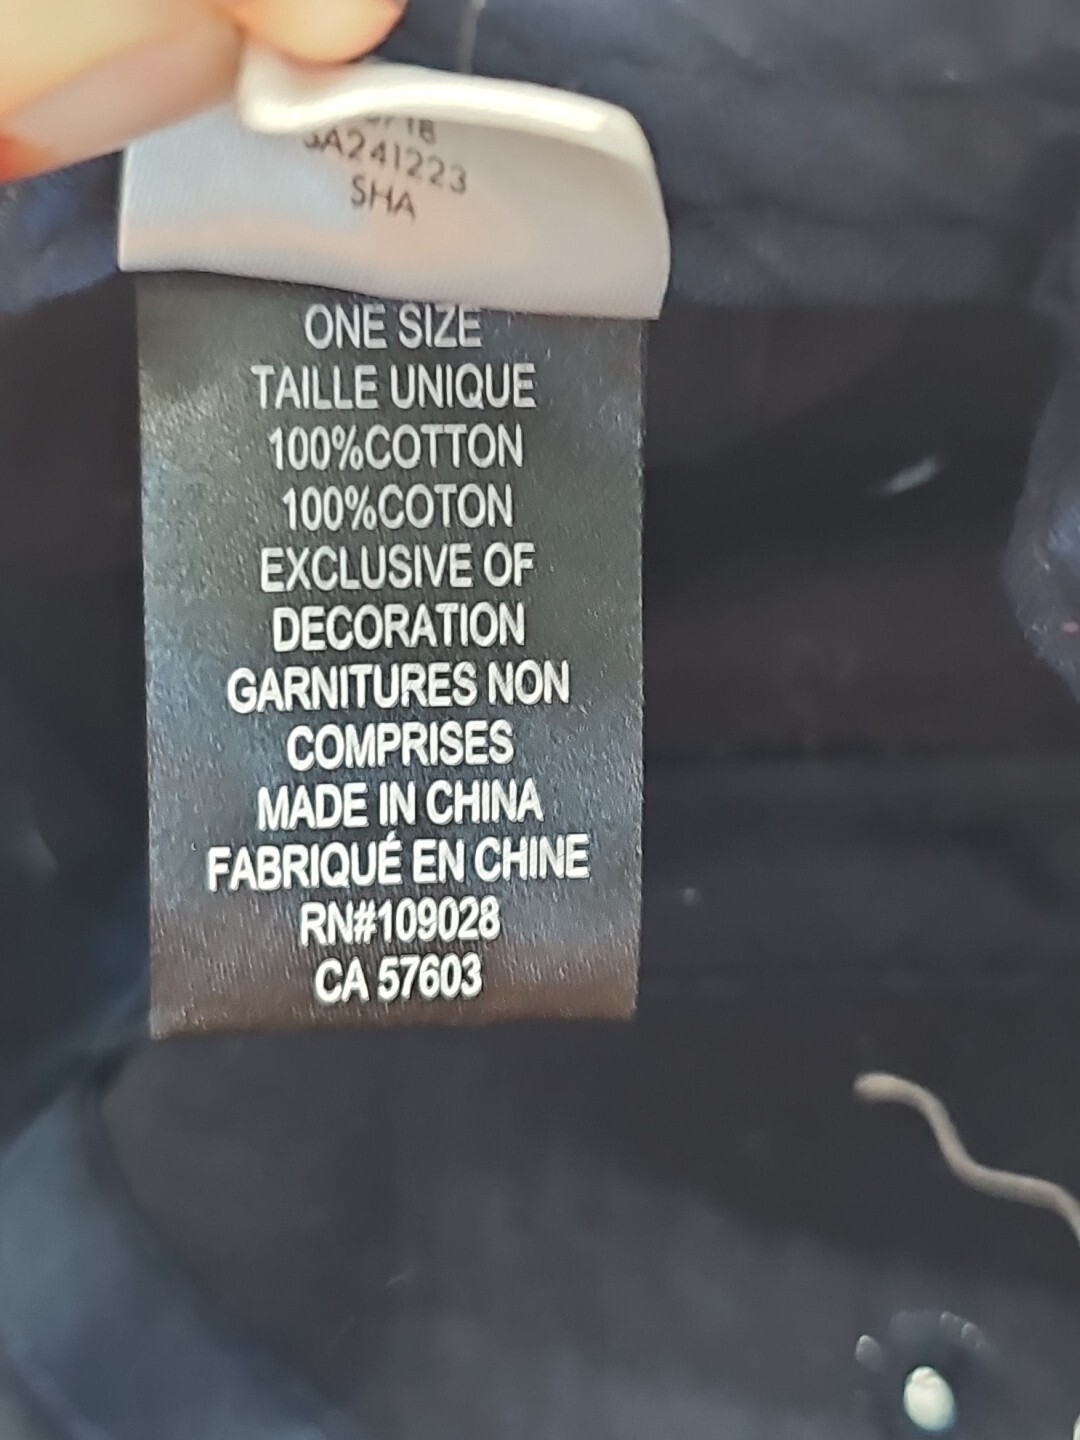 SHA
ONE SIZE
TAILLE UNIQUE
100%COTTON
100%COTON
EXCLUSIVE OF
DECORATION
GARNITURES NON
COMPRISES
MADE IN CHINA
FABRIQUÉ EN CHINE
RN#109028
CA 57603